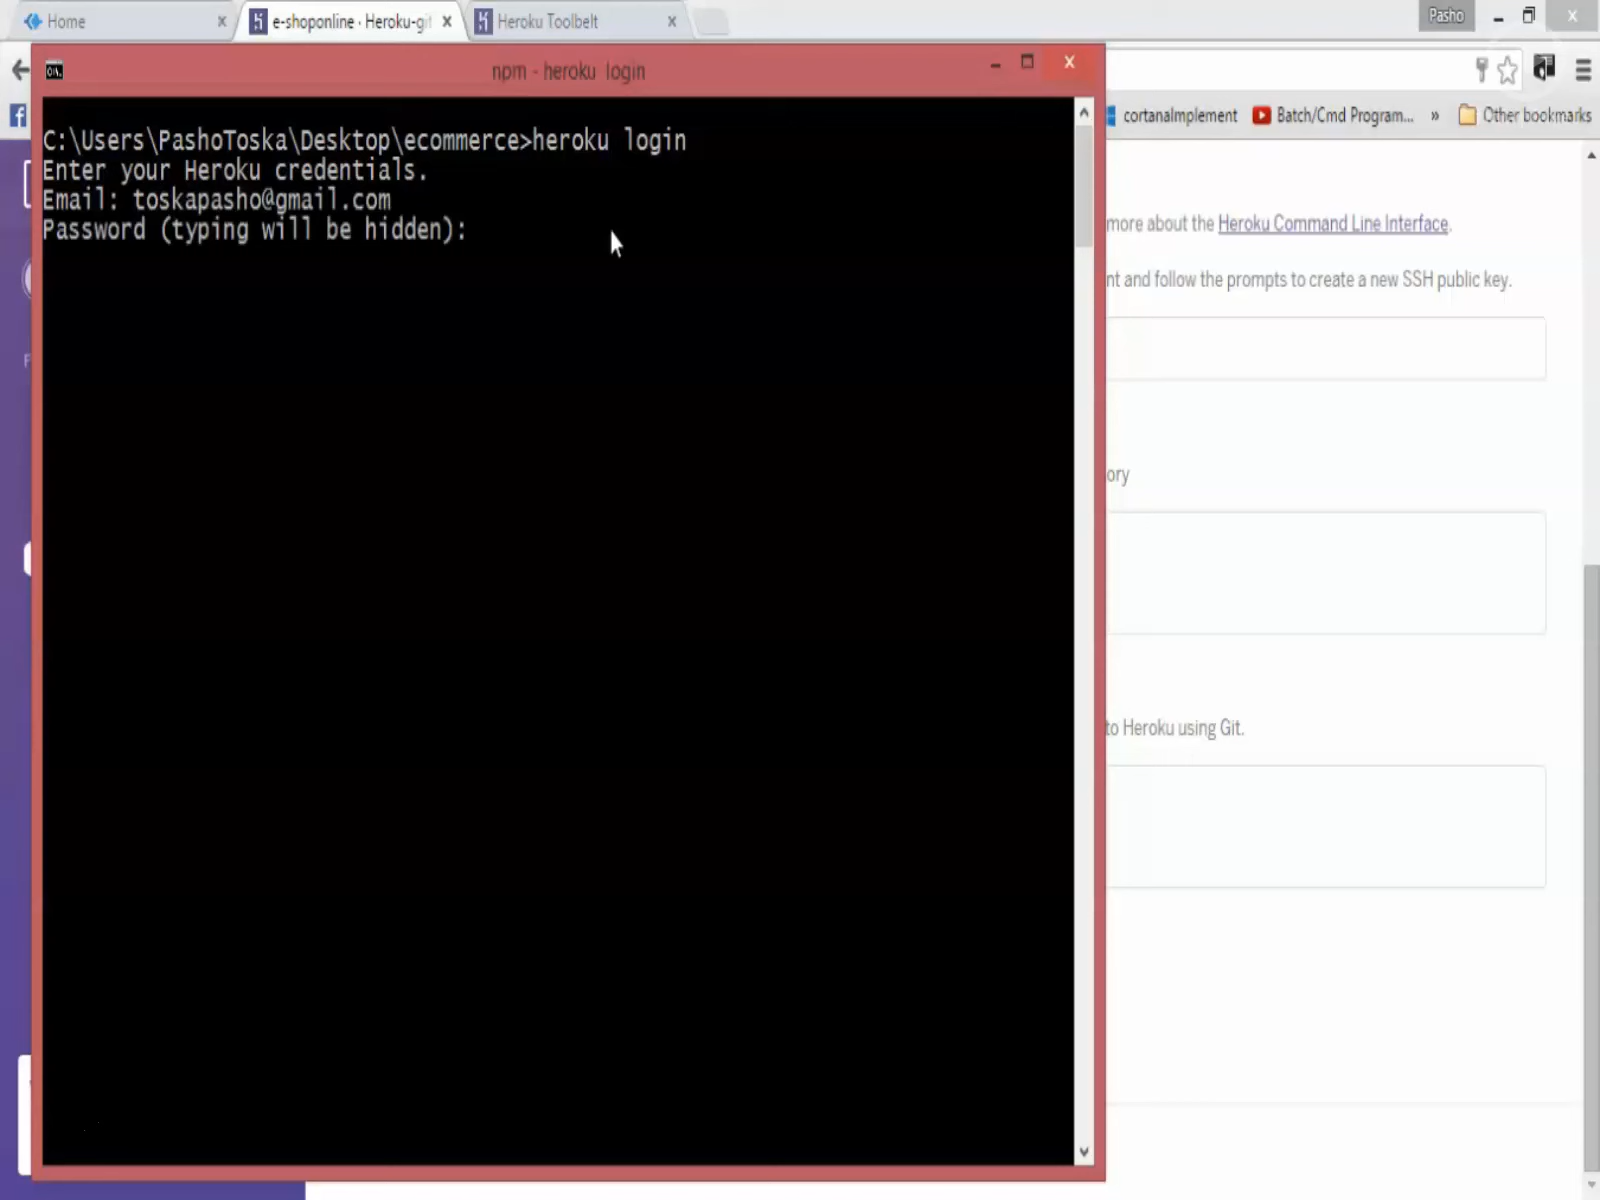 Home
e-shoponline · Heroku-git
Heroku Toolbelt
Pasho
npm - heroku login
cortanaImplement
Batch/Cmd Program...
»
Other bookmarks
C:\Users\PashoToska\Desktop\ecommerce>heroku login
Enter your Heroku credentials.
Email: toskapasho@gmail.com
Password (typing will be hidden):
more about the Heroku Command Line Interface.
nt and follow the prompts to create a new SSH public key.
ory
to Heroku using Git.